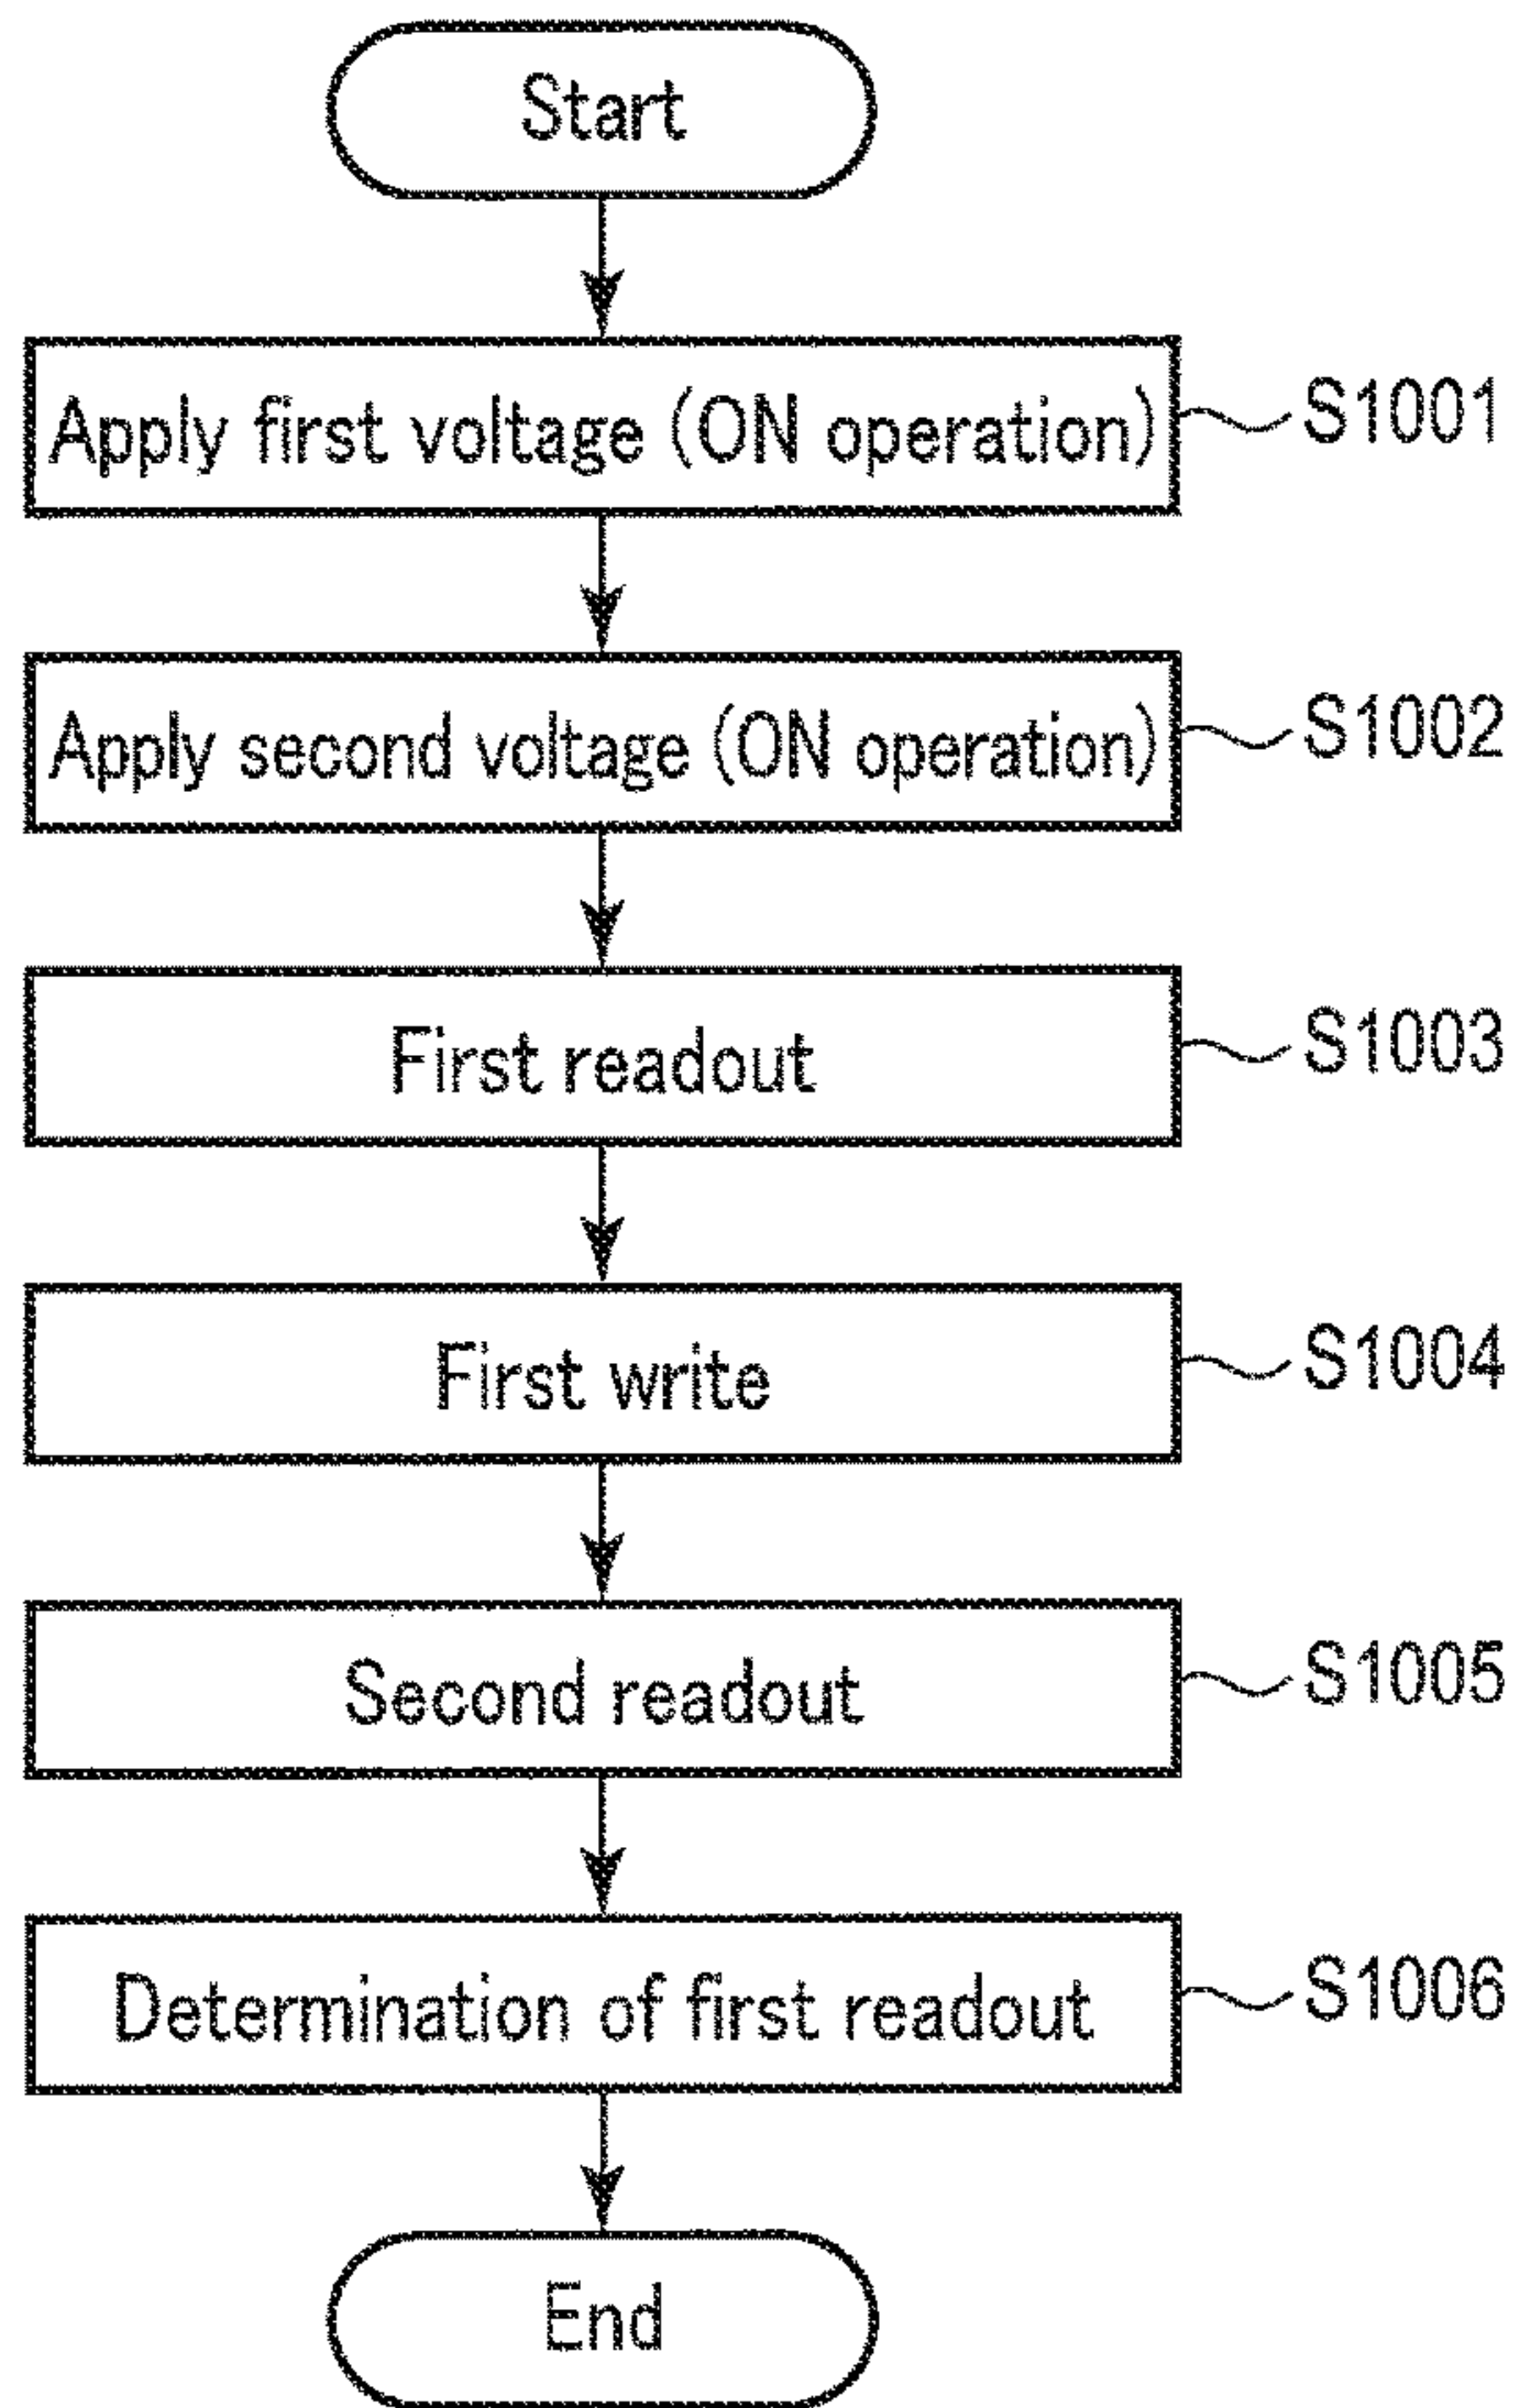 Start
Apply first voltage (ON operation)
S1001
Apply second voltage (ON operation)
S1002
First readout
S1003
First write
S1004
Second readout
S1005
Determination of first readout
S1006
End